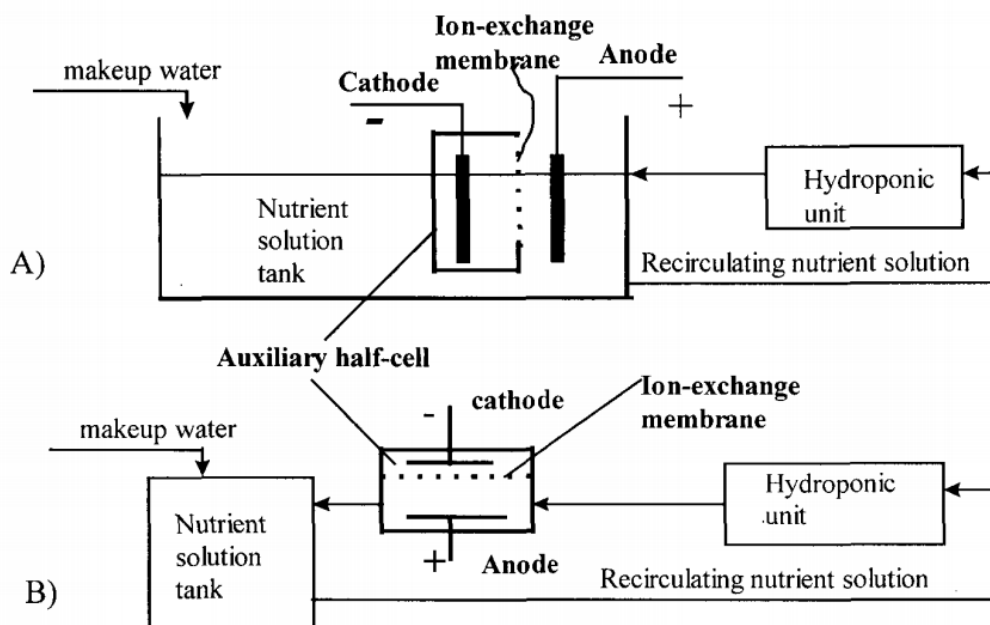 Ion-exchange
membrane
Anode
makeup water
Cathode
-
+
Hydroponic
unit
Nutrient
solution
tank
A)
Recirculating nutrient solution
Auxiliary half-cell
Ion-exchange
membrane
cathode
-
makeup water
Hydroponic
unit
Nutrient
solution
tank
+
Anode
Recirculating nutrient solution
B)